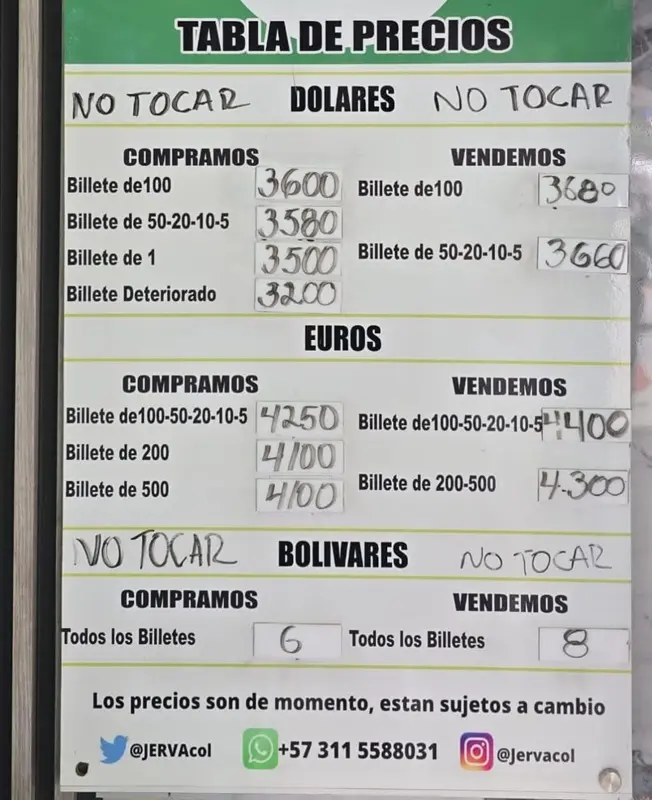 TABLA DE PRECIOS
NO TOCAR DOLARES NO TOCAR
COMPRAMOS VENDEMOS
Billete de100 3600 Billete de100 3680
Billete de 50-20-10-5 3580
Billete de 1 3500 Billete de 50-20-10-5 3660
Billete Deteriorado 3200
EUROS
COMPRAMOS VENDEMOS
Billete de100-50-20-10-5 4250 Billete de100-50-20-10-5 4.400
Billete de 200 4100
Billete de 500 4100 Billete de 200-500 4.300
NO TOCAR BOLIVARES NO TOCAR
COMPRAMOS VENDEMOS
Todos los Billetes 6 Todos los Billetes 8
Los precios son de momento, estan sujetos a cambio
@JERVAcol +57 311 5588031 @Jervacol